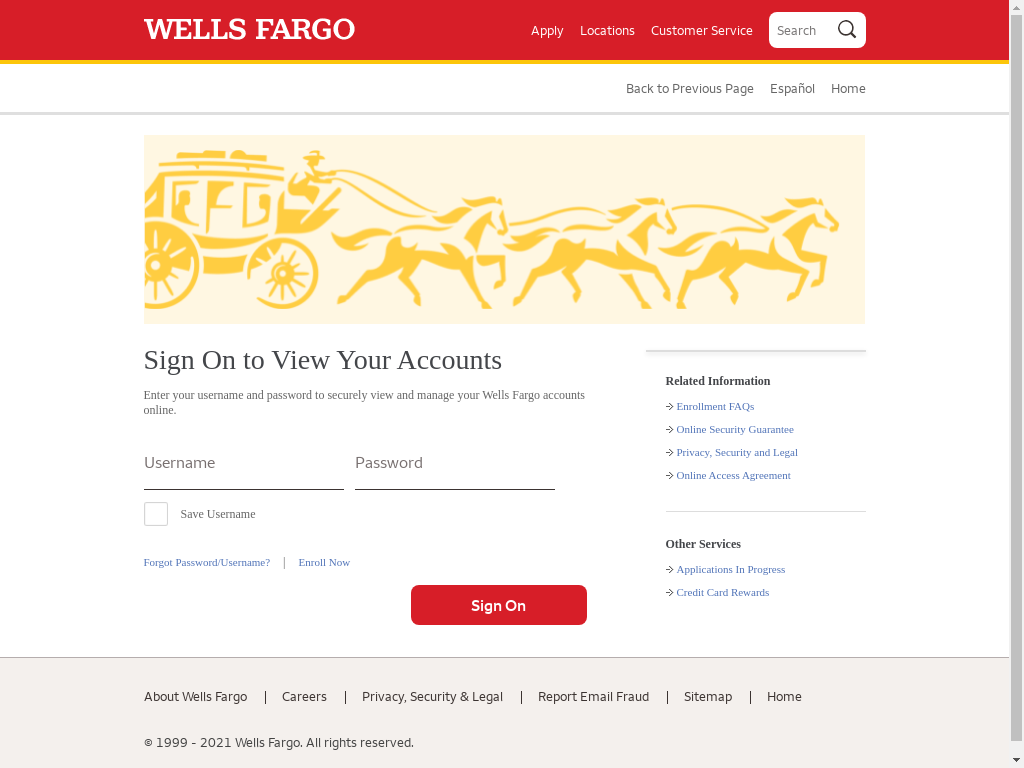 WELLS FARGO
Apply Locations Customer Service Search
Back to Previous Page Español Home
Sign On to View Your Accounts
Enter your username and password to securely view and manage your Wells Fargo accounts
online.
Username Password
Save Username
Forgot Password/Username? | Enroll Now
Sign On
Related Information
Enrollment FAQs
Online Security Guarantee
Privacy, Security and Legal
Online Access Agreement
Other Services
Applications In Progress
Credit Card Rewards
About Wells Fargo | Careers | Privacy, Security & Legal | Report Email Fraud | Sitemap | Home
© 1999 - 2021 Wells Fargo. All rights reserved.